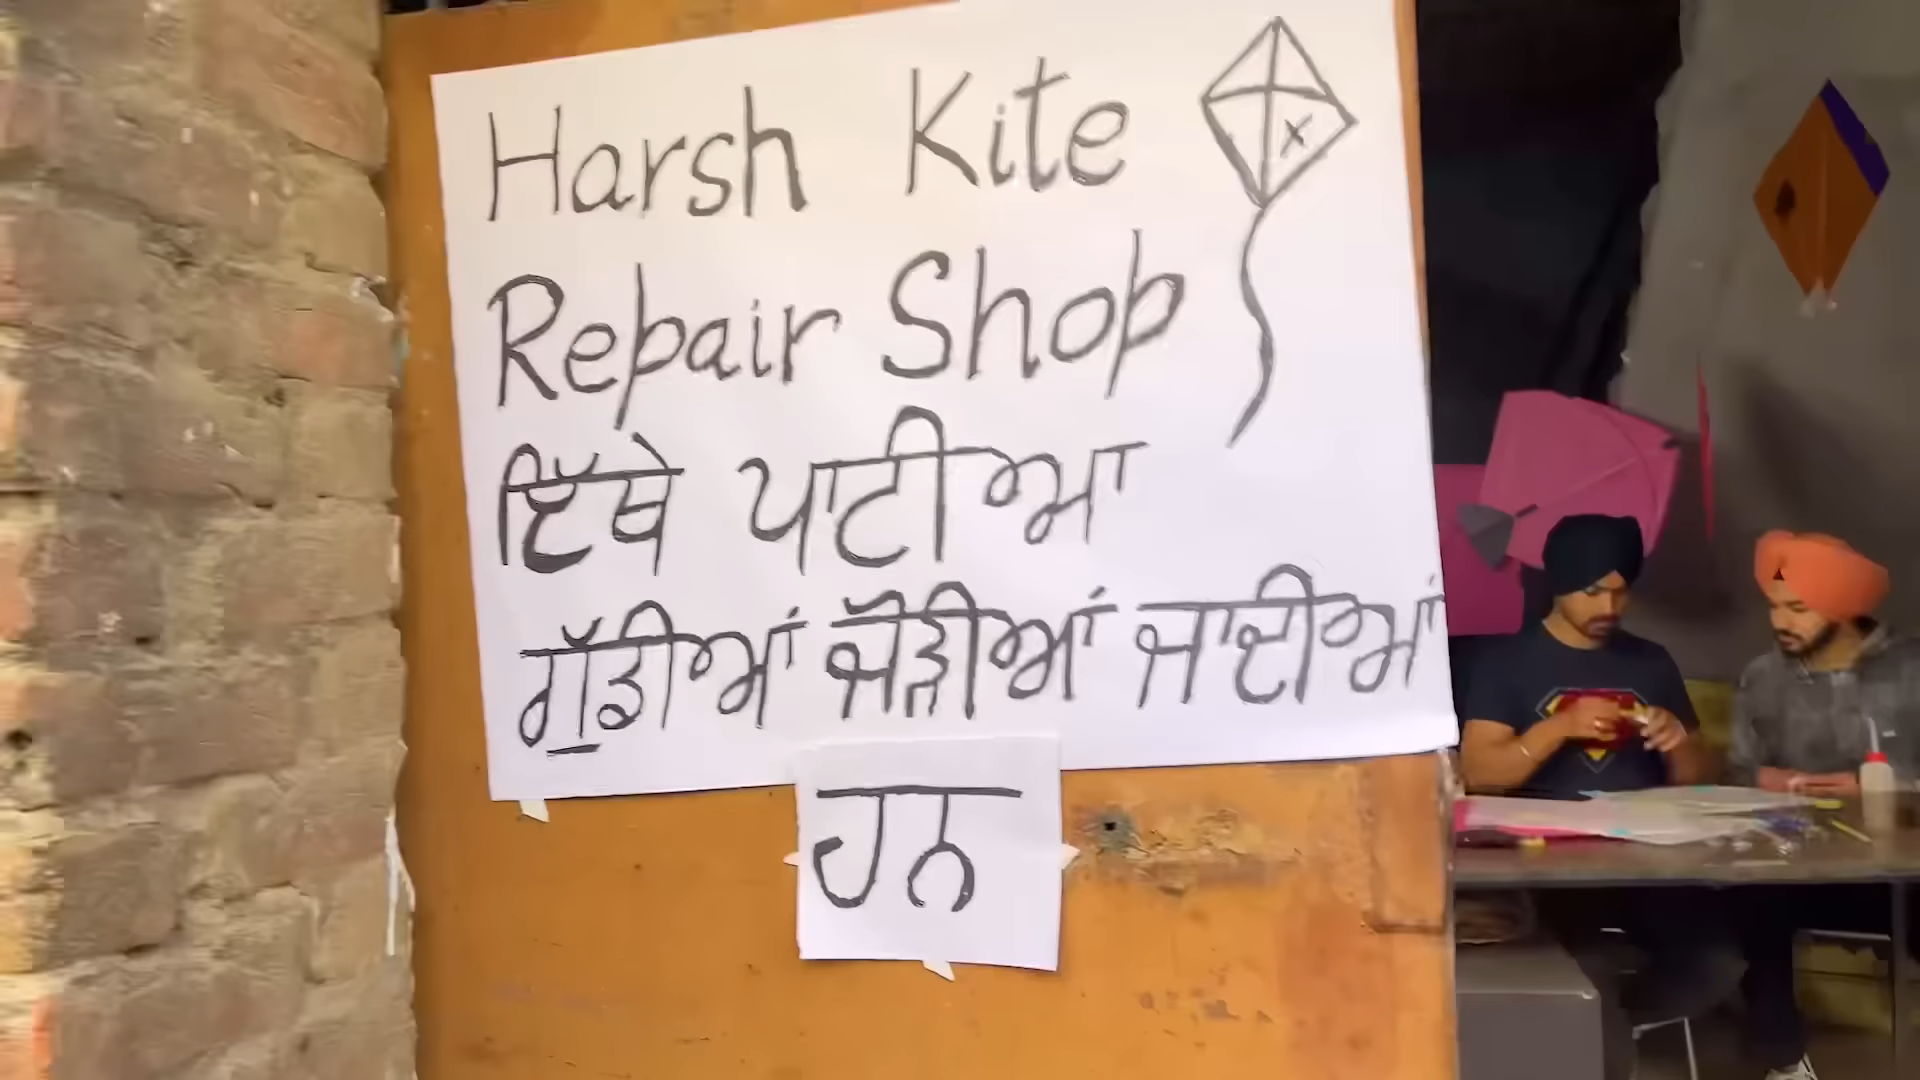 Harsh Kite
Repair Shop
ਇੱਥੇ ਪਾਟੀਆ
ਗੁੱਡੀਆਂ ਜੋੜੀਆਂ ਜਾਂਦੀਆਂ
ਹਨ